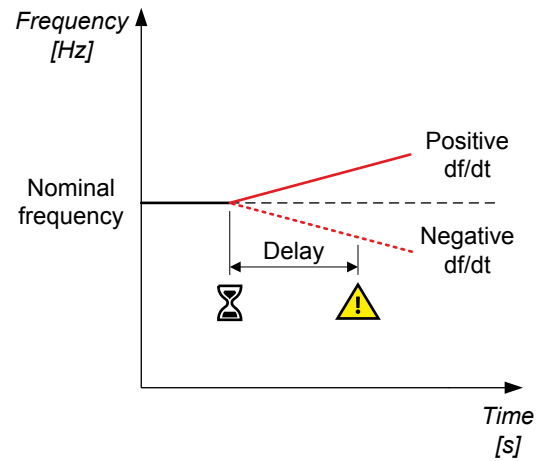 Frequency
[Hz]
Positive
df/dt
Nominal
frequency
Negative
df/dt
Delay
!
Time
[s]